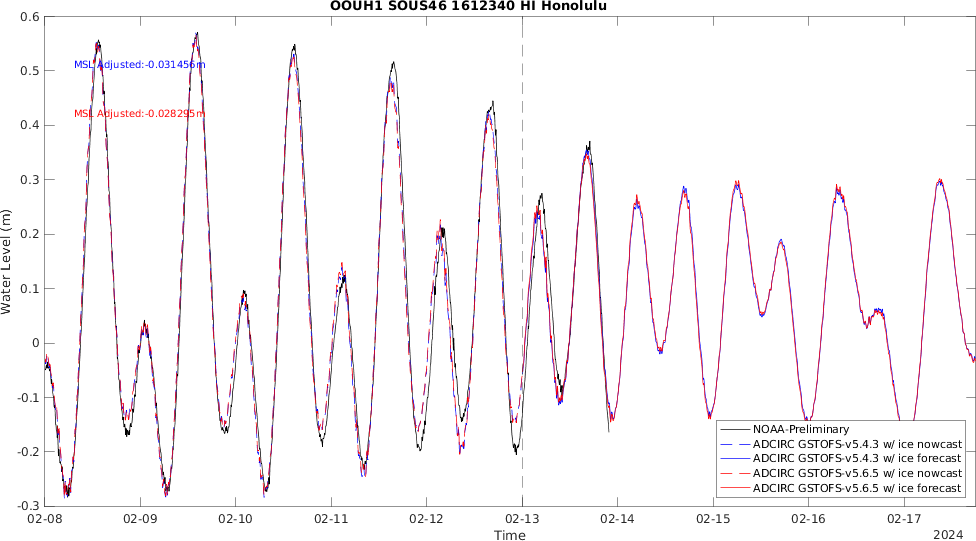 OOUH1 SOUS46 1612340 HI Honolulu
0.6
0.5
0.4
0.3
0.2
0.1
0
-0.1
-0.2
-0.3
Water Level (m)
MSL Adjusted:-0.031456m
MSL Adjusted:-0.028295m
NOAA-Preliminary
ADCIRC GSTOFS-v5.4.3 w/ ice nowcast
ADCIRC GSTOFS-v5.4.3 w/ ice forecast
ADCIRC GSTOFS-v5.6.5 w/ ice nowcast
ADCIRC GSTOFS-v5.6.5 w/ ice forecast
02-08 02-09 02-10 02-11 02-12 02-13 02-14 02-15 02-16 02-17
Time
2024